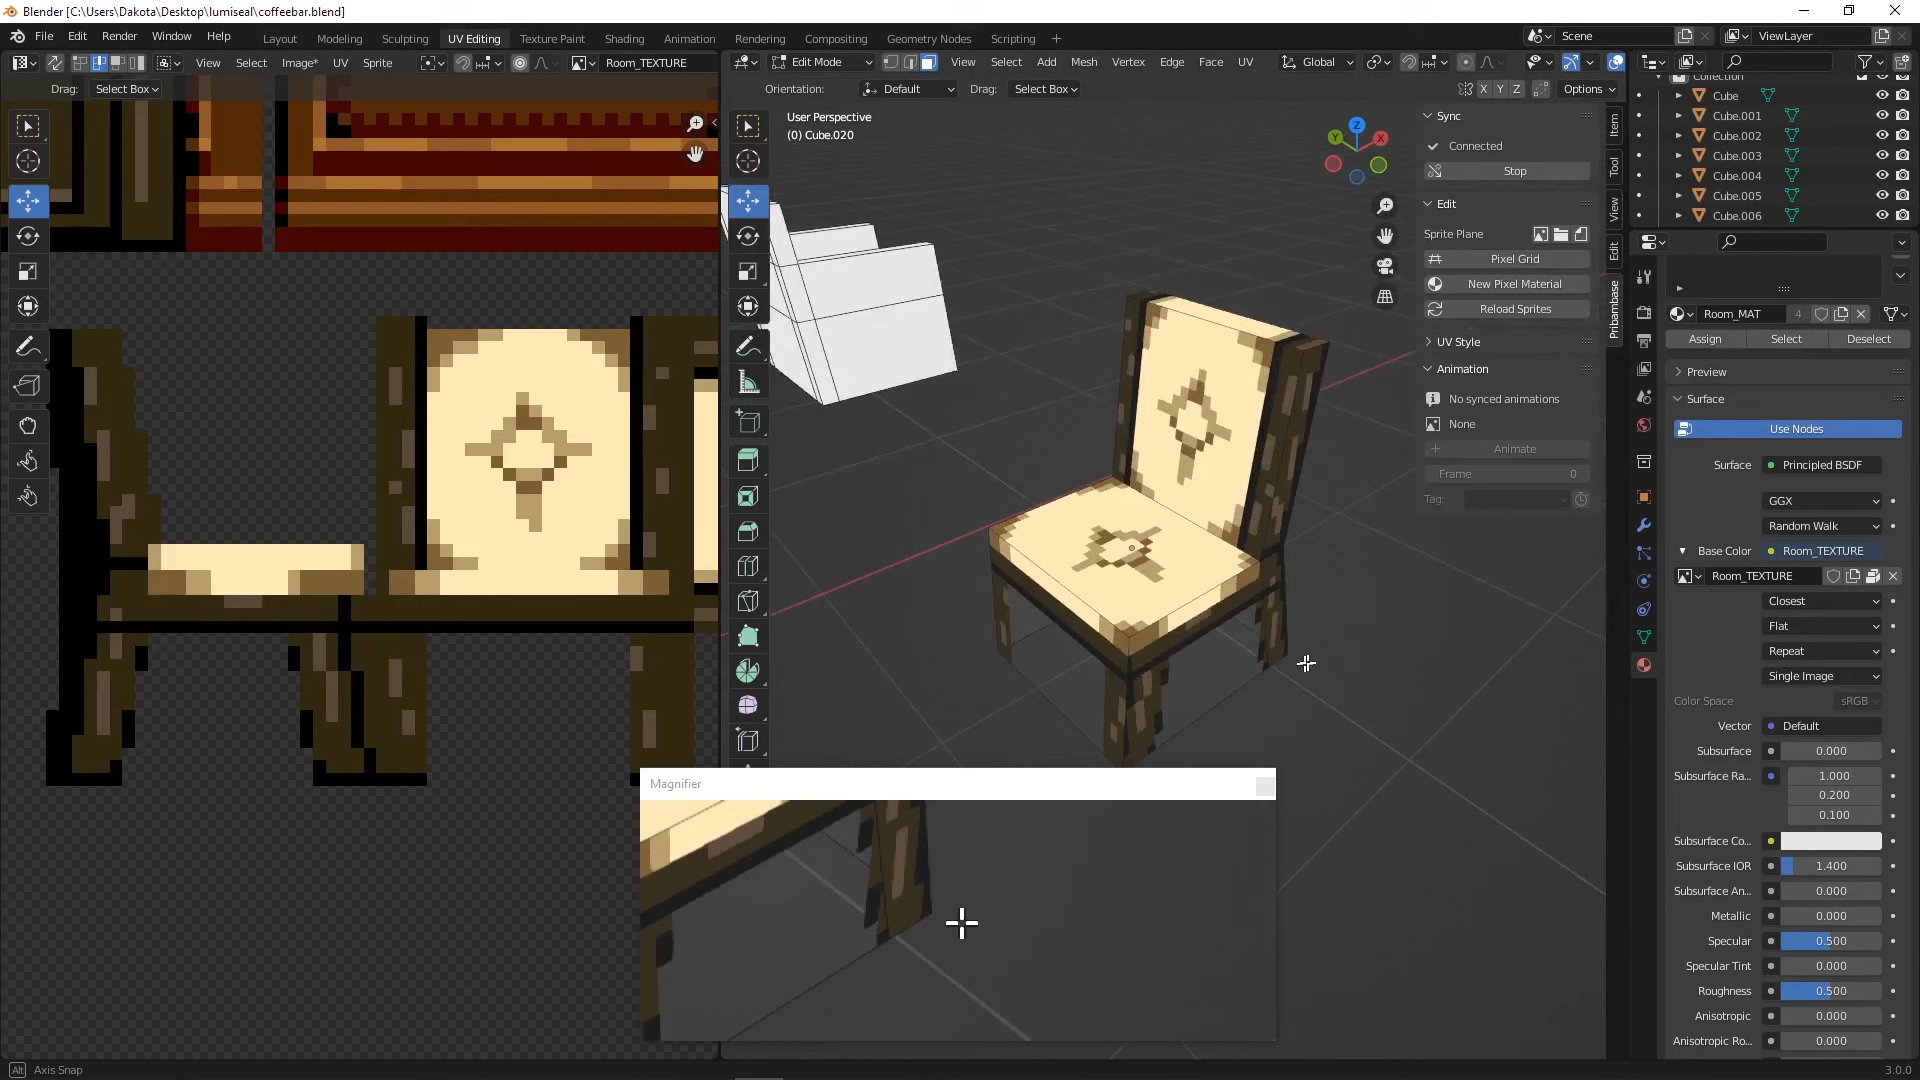 Blender [C:\Users\Dakota\Desktop\lumiseal\coffeebar.blend]
File Edit Render Window Help
Layout Modeling Sculpting UV Editing Texture Paint Shading Animation Rendering Compositing Geometry Nodes Scripting +
Scene
ViewLayer
View Select Image* UV Sprite
Room_TEXTURE
Drag: Select Box
Edit Mode
View Select Add Mesh Vertex Edge Face UV
Global
Orientation: Default
Drag: Select Box
X Y Z
Options
User Perspective
(0) Cube.020
Z
Y
X
Sync
Connected
Stop
Edit
Sprite Plane
Pixel Grid
New Pixel Material
Reload Sprites
UV Style
Animation
No synced animations
None
Animate
Frame 0
Tag:
Item
Tool
View
Edit
Pribambase
Collection
Cube
Cube.001
Cube.002
Cube.003
Cube.004
Cube.005
Cube.006
Room_MAT 4
Assign Select Deselect
Preview
Surface
Use Nodes
Surface Principled BSDF
GGX
Random Walk
Base Color Room_TEXTURE
Room_TEXTURE
Closest
Flat
Repeat
Single Image
Color Space sRGB
Vector Default
Subsurface 0.000
Subsurface Ra... 1.000
0.200
0.100
Subsurface Co...
Subsurface IOR 1.400
Subsurface An... 0.000
Metallic 0.000
Specular 0.500
Specular Tint 0.000
Roughness 0.500
Anisotropic 0.000
Anisotropic Ro... 0.000
Magnifier
Alt Axis Snap
3.0.0